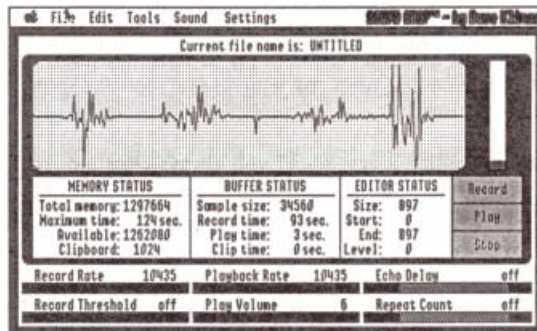 File Edit Tools Sound Settings
Current file name is: UNTITLED
MEMORY STATUS
Total memory: 1297664
Maximum time: 124 sec.
Available: 1262080
Clipboard: 1024
BUFFER STATUS
Sample size: 34560
Record time: 93 sec.
Play time: 3 sec.
Clip time: 0 sec.
EDITOR STATUS
Size: 897
Start: 0
End: 897
Level: 0
Record
Play
Stop
Record Rate 10435 Playback Rate 10435 Echo Delay off
Record Threshold off Play Volume 6 Repeat Count off